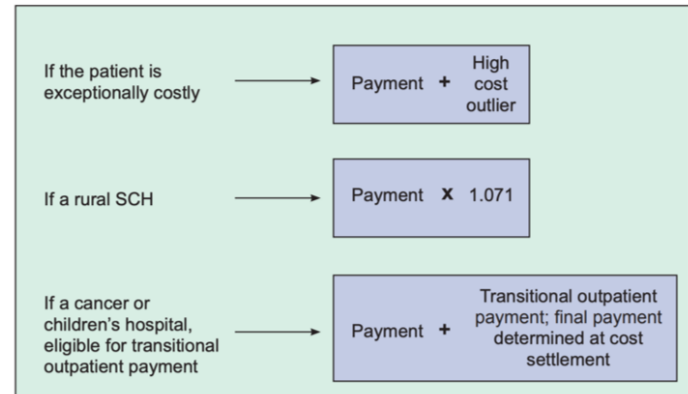 If the patient is
exceptionally costly
Payment + High
cost
outlier
If a rural SCH
Payment X 1.071
If a cancer or
children's hospital,
eligible for transitional
outpatient payment
Payment + Transitional outpatient
payment; final payment
determined at cost
settlement